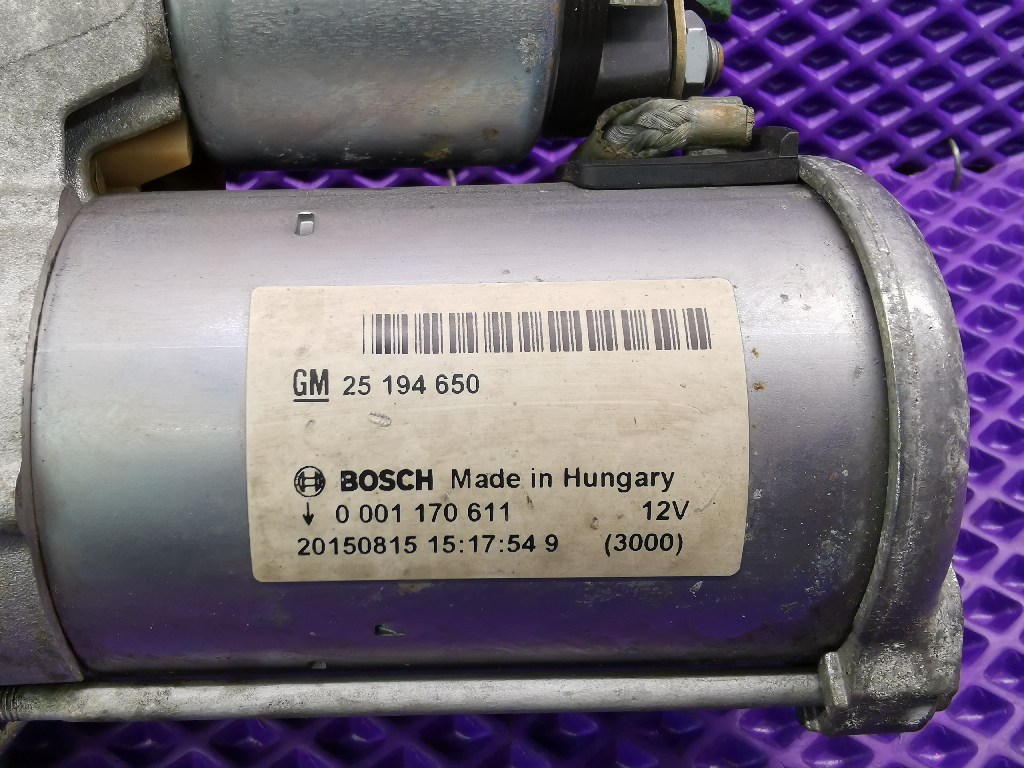 GM 25 194 650
BOSCH Made in Hungary
↓ 0 001 170 611 12V
20150815 15:17:54 9 (3000)